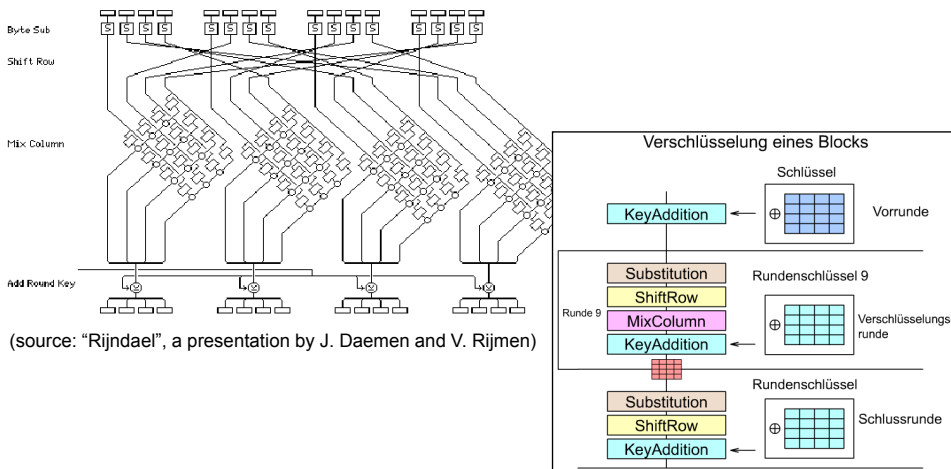 Byte Sub
S S S S S S S S S S S S S S S S
Shift Row
Mix Column
Add Round Key
(source: “Rijndael”, a presentation by J. Daemen and V. Rijmen)
Verschlüsselung eines Blocks
Schlüssel
KeyAddition
⊕
Vorrunde
Substitution
Rundenschlüssel 9
ShiftRow
Runde 9
MixColumn
⊕
Verschlüsselungs
runde
KeyAddition
Rundenschlüssel
Substitution
ShiftRow
⊕
Schlussrunde
KeyAddition